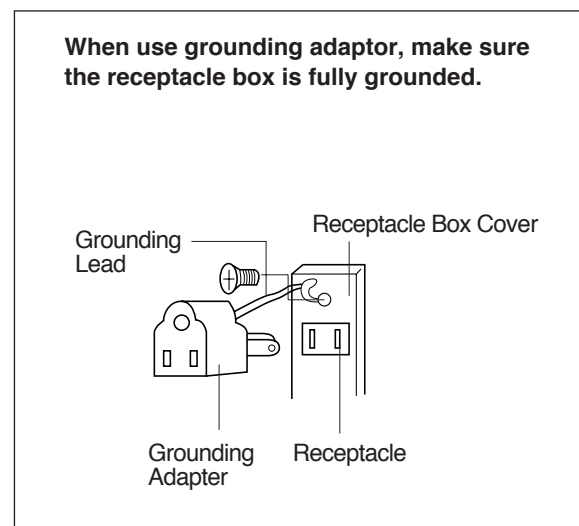 When use grounding adaptor, make sure
the receptacle box is fully grounded.
Receptacle Box Cover
Grounding
Lead
Grounding
Adapter
Receptacle